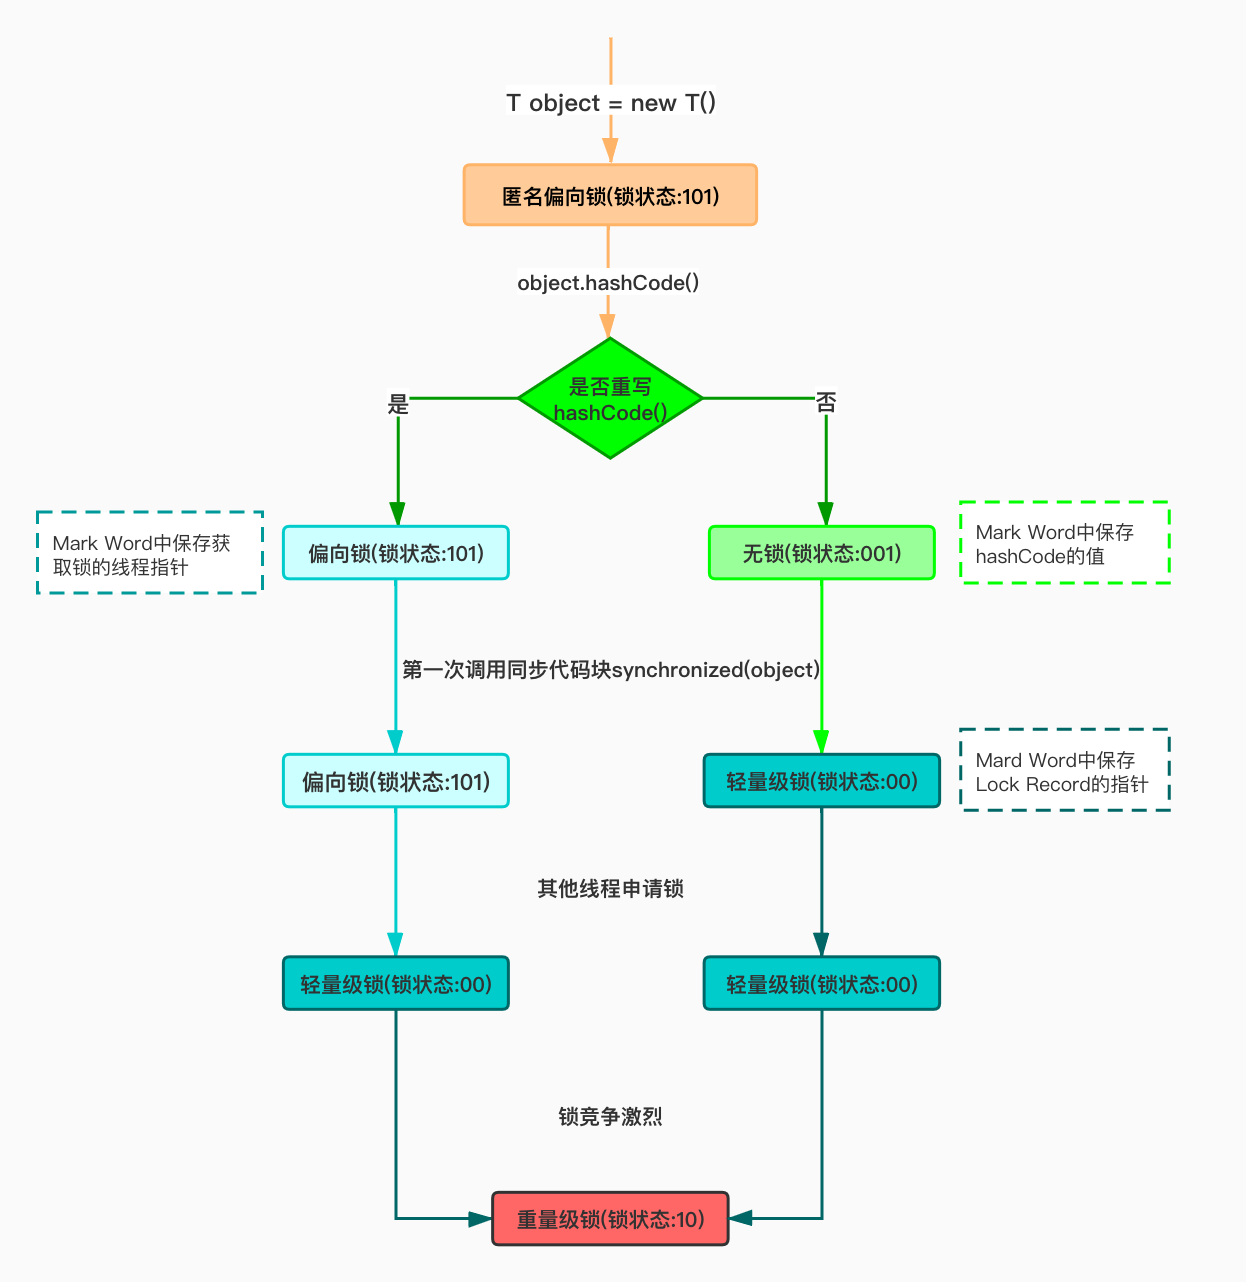 T object = new T()
匿名偏向锁(锁状态:101)
object.hashCode()
是否重写
hashCode()
是
否
Mark Word中保存获
取锁的线程指针
偏向锁(锁状态:101)
无锁(锁状态:001)
Mark Word中保存
hashCode的值
第一次调用同步代码块synchronized(object)
偏向锁(锁状态:101)
轻量级锁(锁状态:00)
Mard Word中保存
Lock Record的指针
其他线程申请锁
轻量级锁(锁状态:00)
轻量级锁(锁状态:00)
锁竞争激烈
重量级锁(锁状态:10)